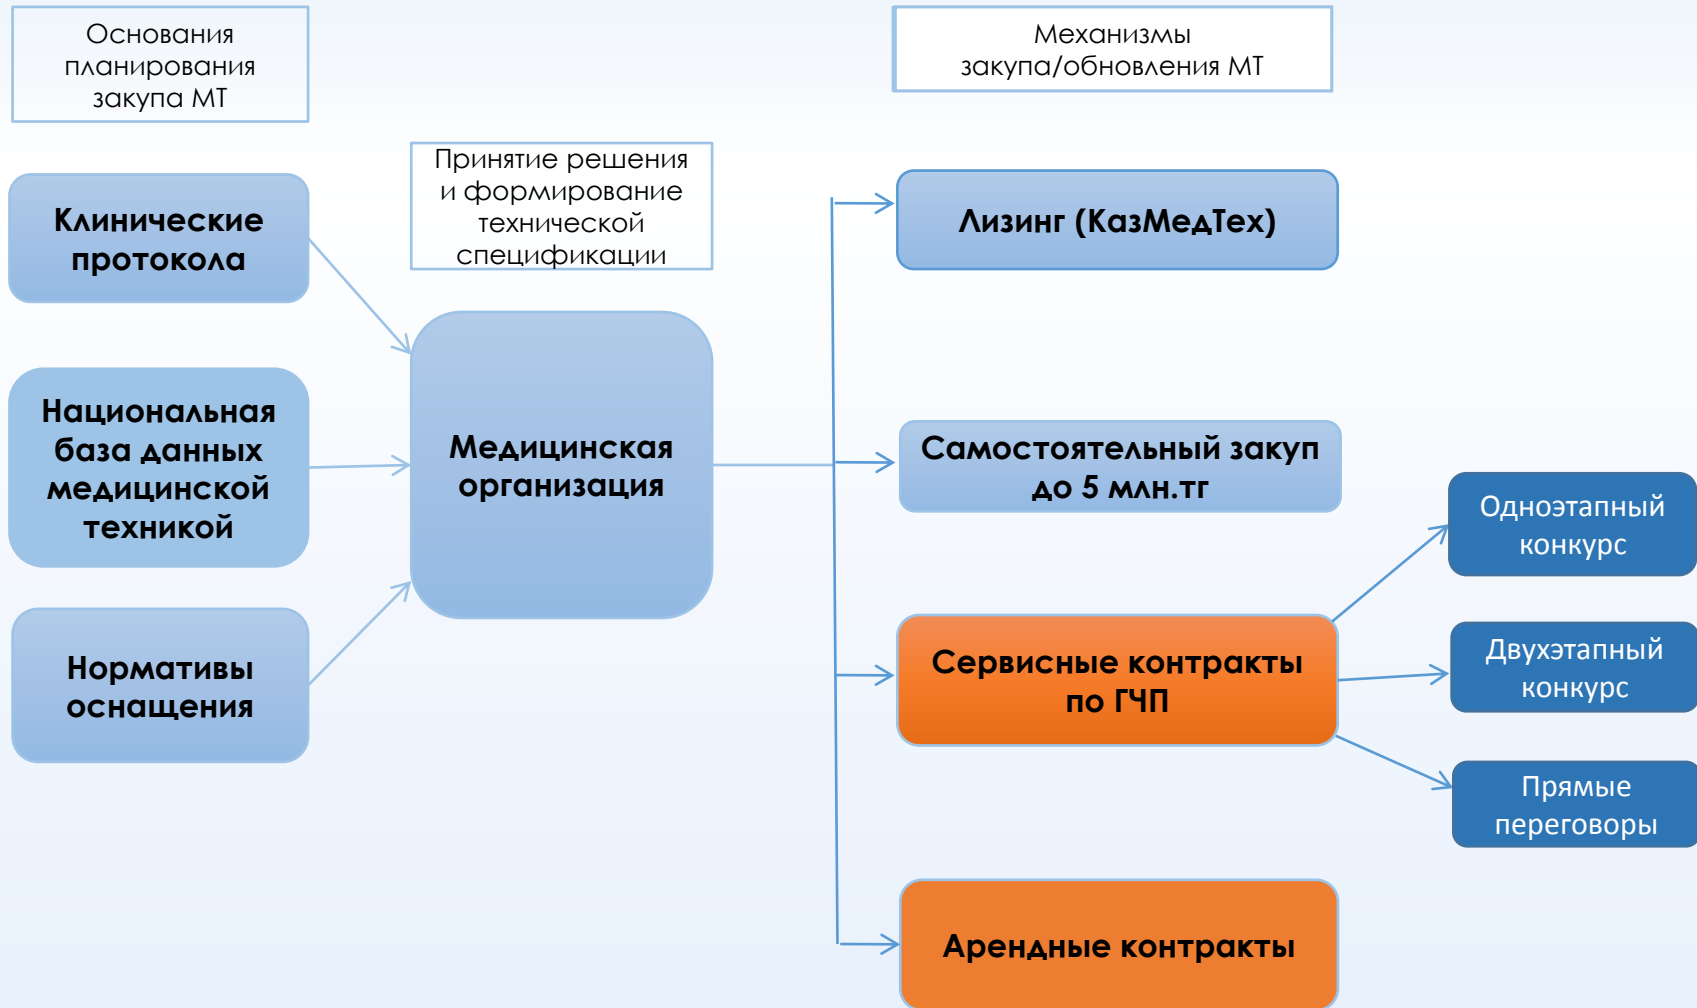 Основания
планирования
закупа МТ
Механизмы
закупа/обновления МТ
Принятие решения
и формирование
технической
спецификации
Клинические
протокола
Национальная
база данных
медицинской
техникой
Нормативы
оснащения
Медицинская
организация
Лизинг (КазМедТех)
Самостоятельный закуп
до 5 млн.тг
Сервисные контракты
по ГЧП
Арендные контракты
Одноэтапный
конкурс
Двухэтапный
конкурс
Прямые
переговоры